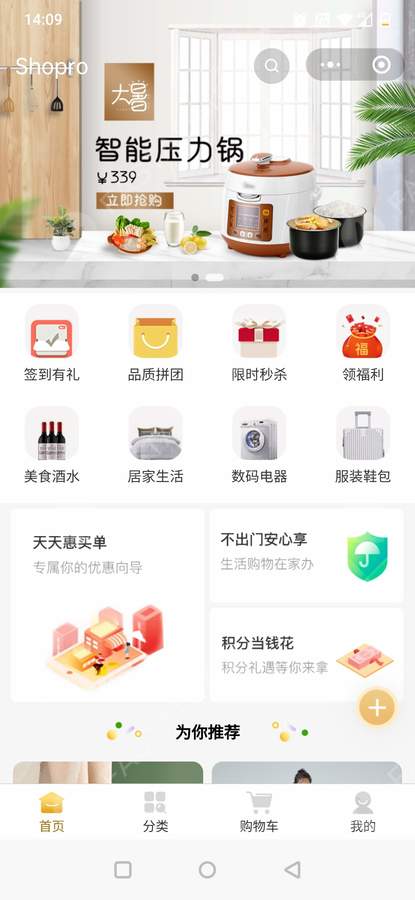 14:09
Shopro
大暑
智能压力锅
￥339
立即抢购
签到有礼
品质拼团
限时秒杀
领福利
福
美食酒水
居家生活
数码电器
服装鞋包
天天惠买单
专属你的优惠向导
不出门安心享
生活购物在家办
积分当钱花
积分礼遇等你来拿
为你推荐
首页
分类
购物车
我的